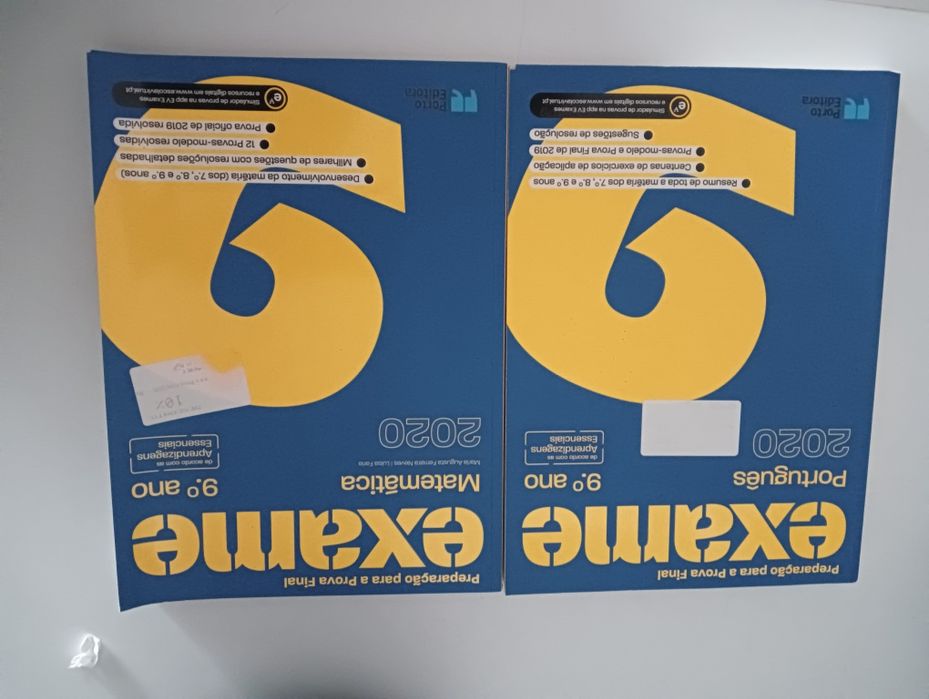 Preparação para a Prova Final
exame
Português
9.º ano
2020
de acordo com as
Aprendizagens
Essenciais
9
Resumo de toda a matéria dos 7.º, 8.º e 9.º anos
Centenas de exercícios de aplicação
Provas-modelo e Prova Final de 2019
Sugestões de resolução
Porto
Editora
eV
Simulador de provas na app EV Exames
e recursos digitais em www.escolavirtual.pt
Preparação para a Prova Final
exame
Matemática
9.º ano
Maria Augusta Ferreira Neves | Luísa Faria
2020
de acordo com as
Aprendizagens
Essenciais
10%
9
Desenvolvimento da matéria (dos 7.º, 8.º e 9.º anos)
Milhares de questões com resoluções detalhadas
12 Provas-modelo resolvidas
Prova oficial de 2019 resolvida
Porto
Editora
eV
Simulador de provas na app EV Exames
e recursos digitais em www.escolavirtual.pt